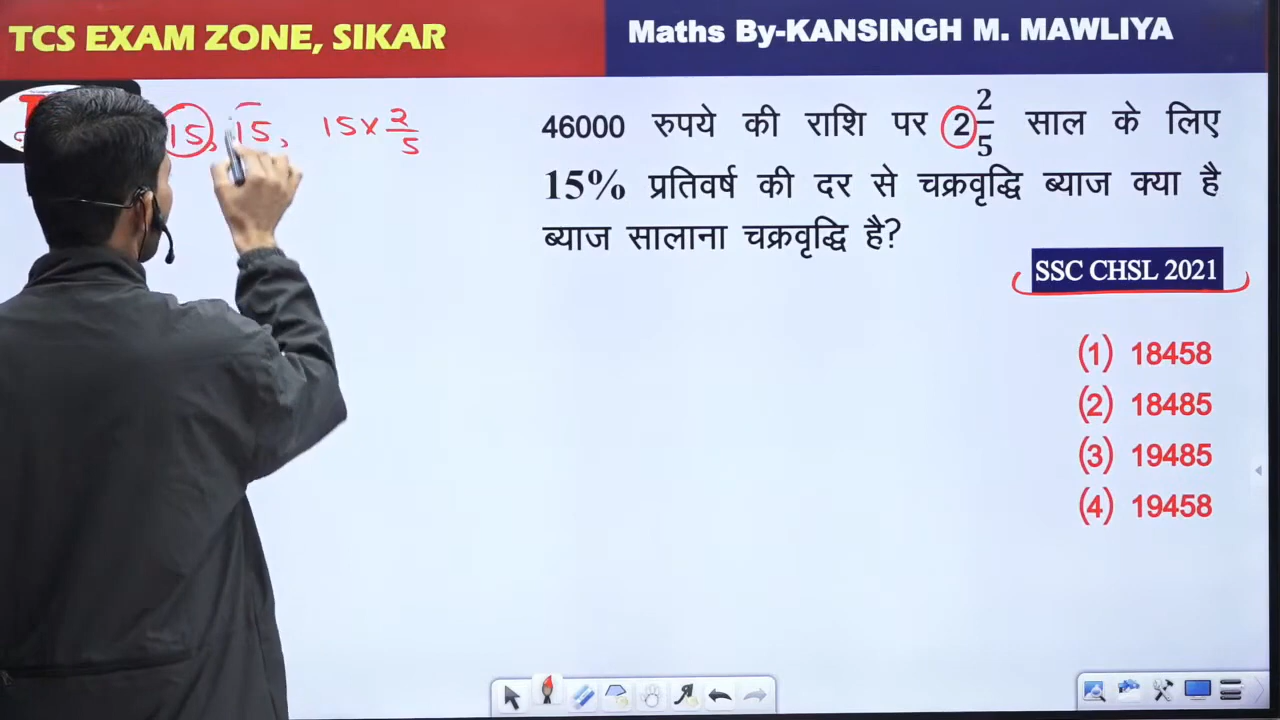 TCS EXAM ZONE, SIKAR
Maths By-KANSINGH M. MAWLIYA
15, 15, 15 × 2/5
46000 रुपये की राशि पर 2 2/5 साल के लिए
15% प्रतिवर्ष की दर से चक्रवृद्धि ब्याज क्या है
ब्याज सालाना चक्रवृद्धि है?
SSC CHSL 2021
(1) 18458
(2) 18485
(3) 19485
(4) 19458